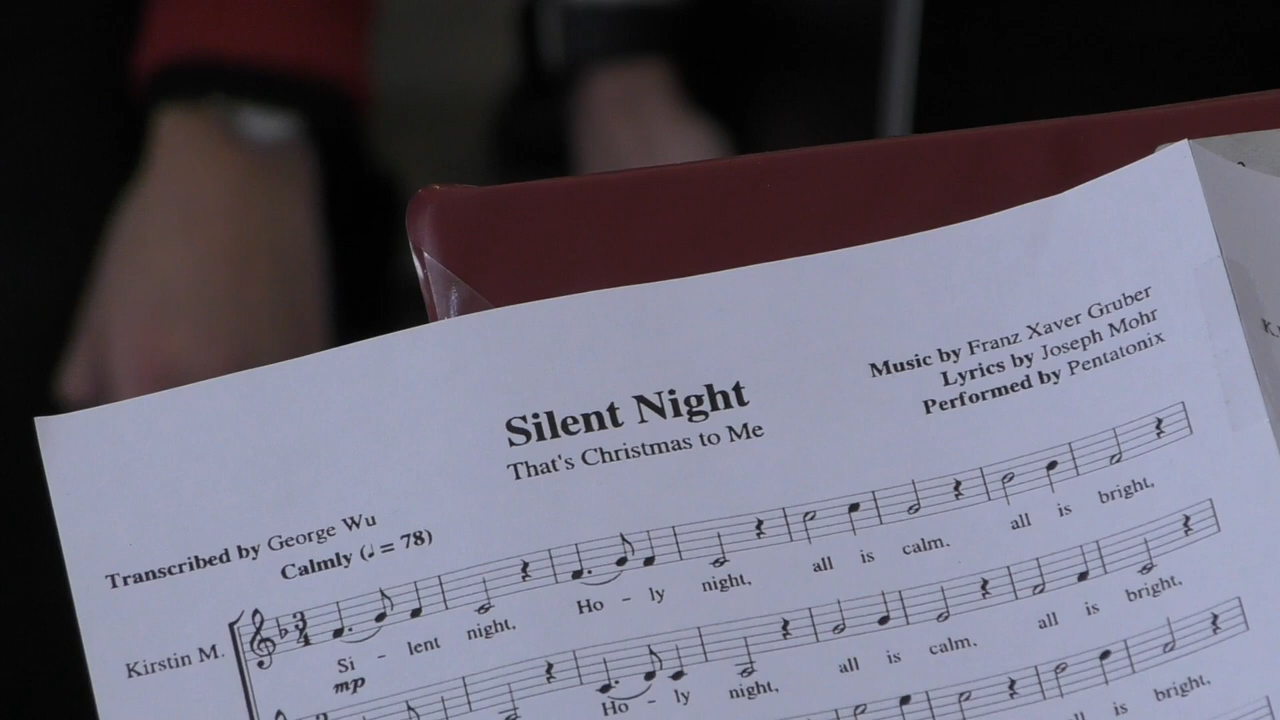 Music by Franz Xaver Gruber
Lyrics by Joseph Mohr
Performed by Pentatonix
Silent Night
That's Christmas to Me
Transcribed by George Wu
Calmly (♩ = 78)
Kirstin M.
Si - lent night, Ho - ly night, all is calm. all is bright,
mp
Ho - ly night, all is calm. all is bright,
is bright,